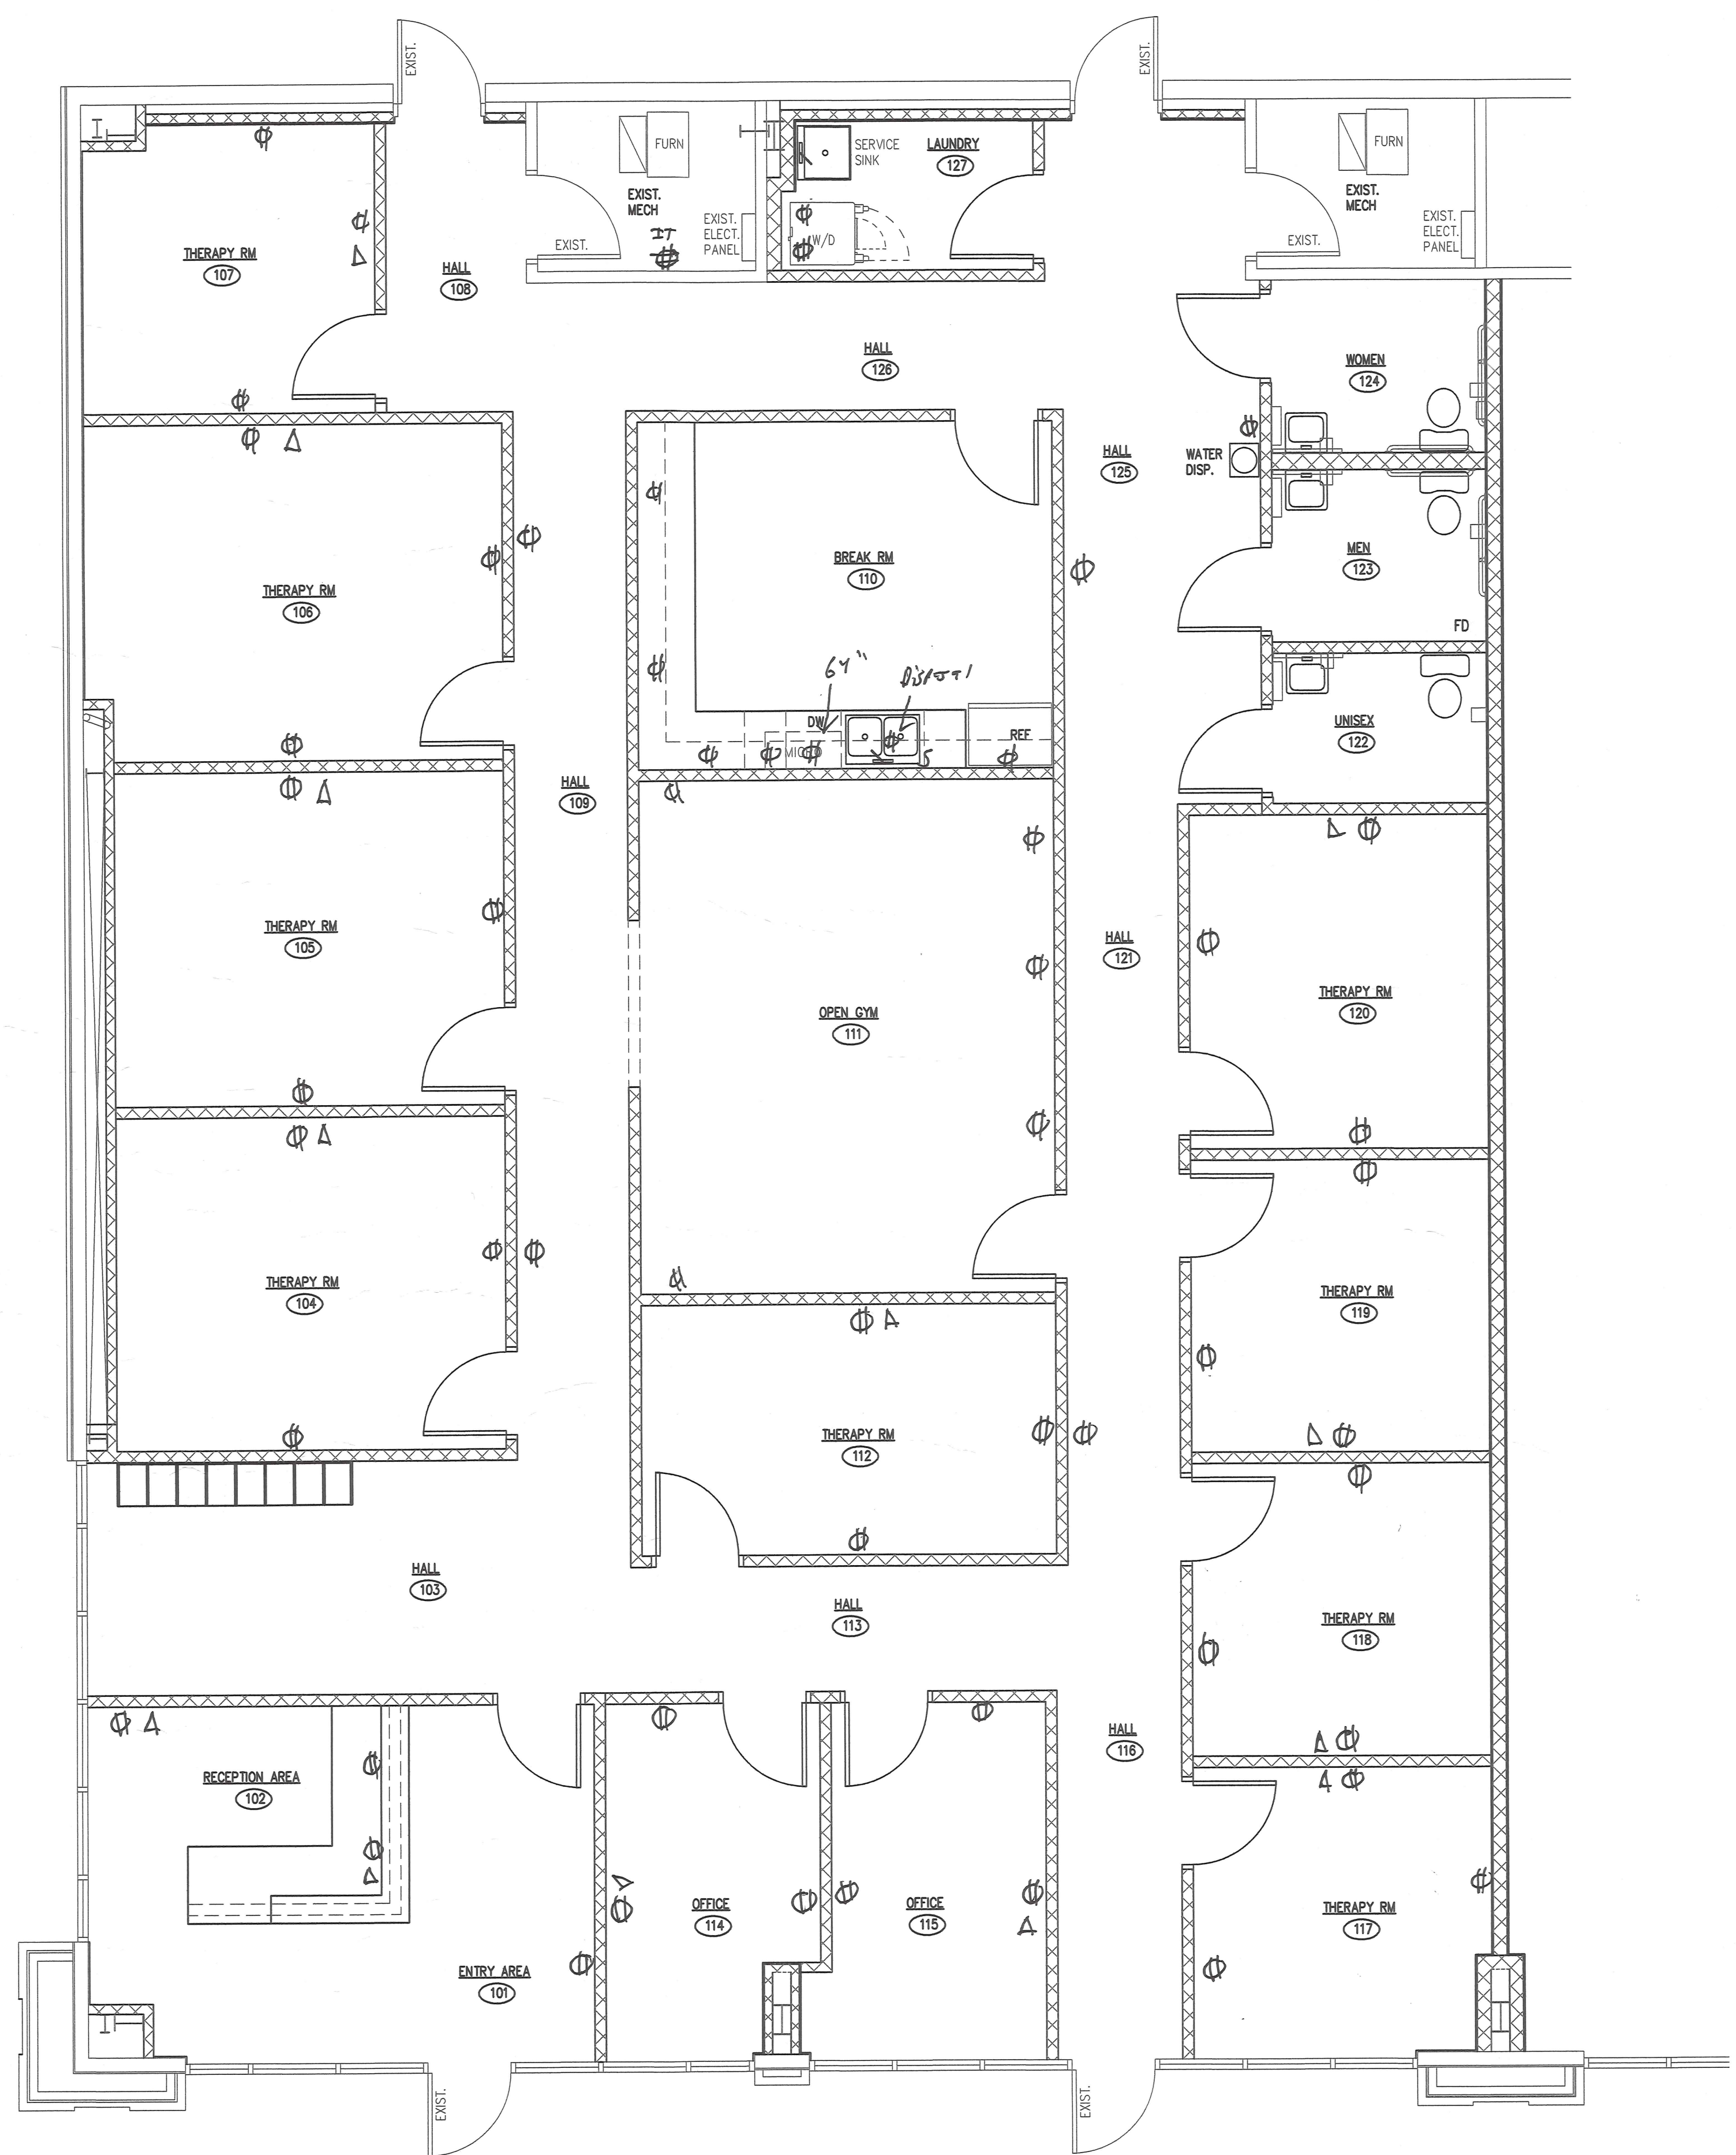 EXIST.
EXIST.
FURN
SERVICE
SINK
LAUNDRY
127
FURN
EXIST.
MECH
EXIST.
MECH
THERAPY RM
107
HALL
108
EXIST.
IT
EXIST.
ELECT.
PANEL
W/D
EXIST.
EXIST.
ELECT.
PANEL
HALL
126
WOMEN
124
HALL
125
WATER
DISP.
THERAPY RM
106
BREAK RM
110
MEN
123
FD
64"
Disposal
DW
MICRO
REF
UNISEX
122
HALL
109
THERAPY RM
105
OPEN GYM
111
HALL
121
THERAPY RM
120
THERAPY RM
104
THERAPY RM
119
THERAPY RM
112
HALL
103
HALL
113
THERAPY RM
118
HALL
116
RECEPTION AREA
102
OFFICE
114
OFFICE
115
THERAPY RM
117
ENTRY AREA
101
EXIST.
EXIST.